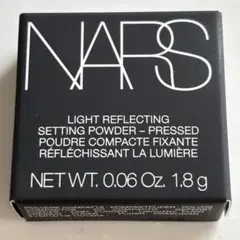 NARS
LIGHT REFLECTING
SETTING POWDER – PRESSED
POUDRE COMPACTE FIXANTE
RÉFLÉCHISSANT LA LUMIÈRE
NET WT. 0.06 Oz. 1.8 g